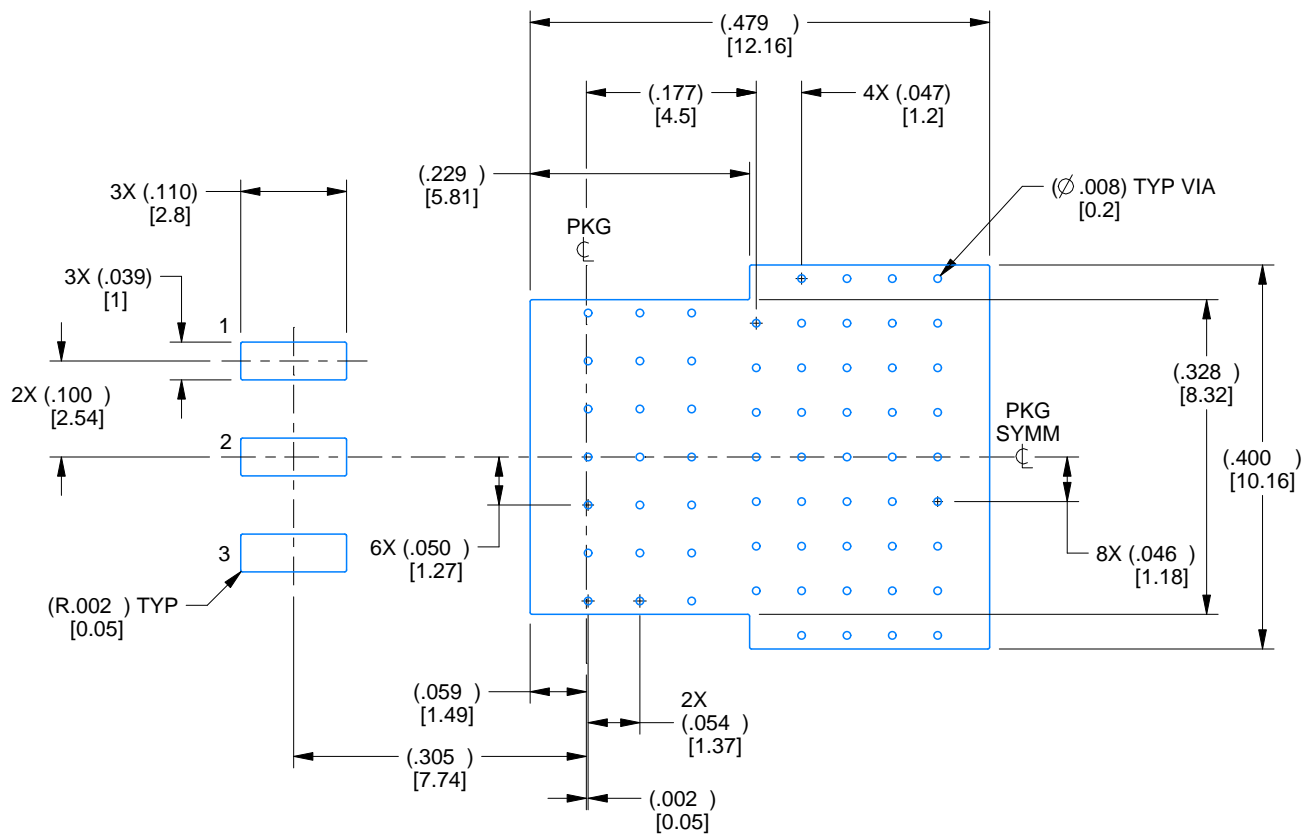 (.479 )
[12.16]
(.177)
[4.5]
4X (.047)
[1.2]
(.229 )
[5.81]
3X (.110)
[2.8]
(Ø .008) TYP VIA
[0.2]
PKG
℄
3X (.039)
[1]
1
2X (.100 )
[2.54]
2
3
(R.002 ) TYP
[0.05]
(.328 )
[8.32]
PKG
SYMM
℄
(.400 )
[10.16]
6X (.050 )
[1.27]
8X (.046 )
[1.18]
(.059 )
[1.49]
2X
(.054 )
[1.37]
(.305 )
[7.74]
(.002 )
[0.05]